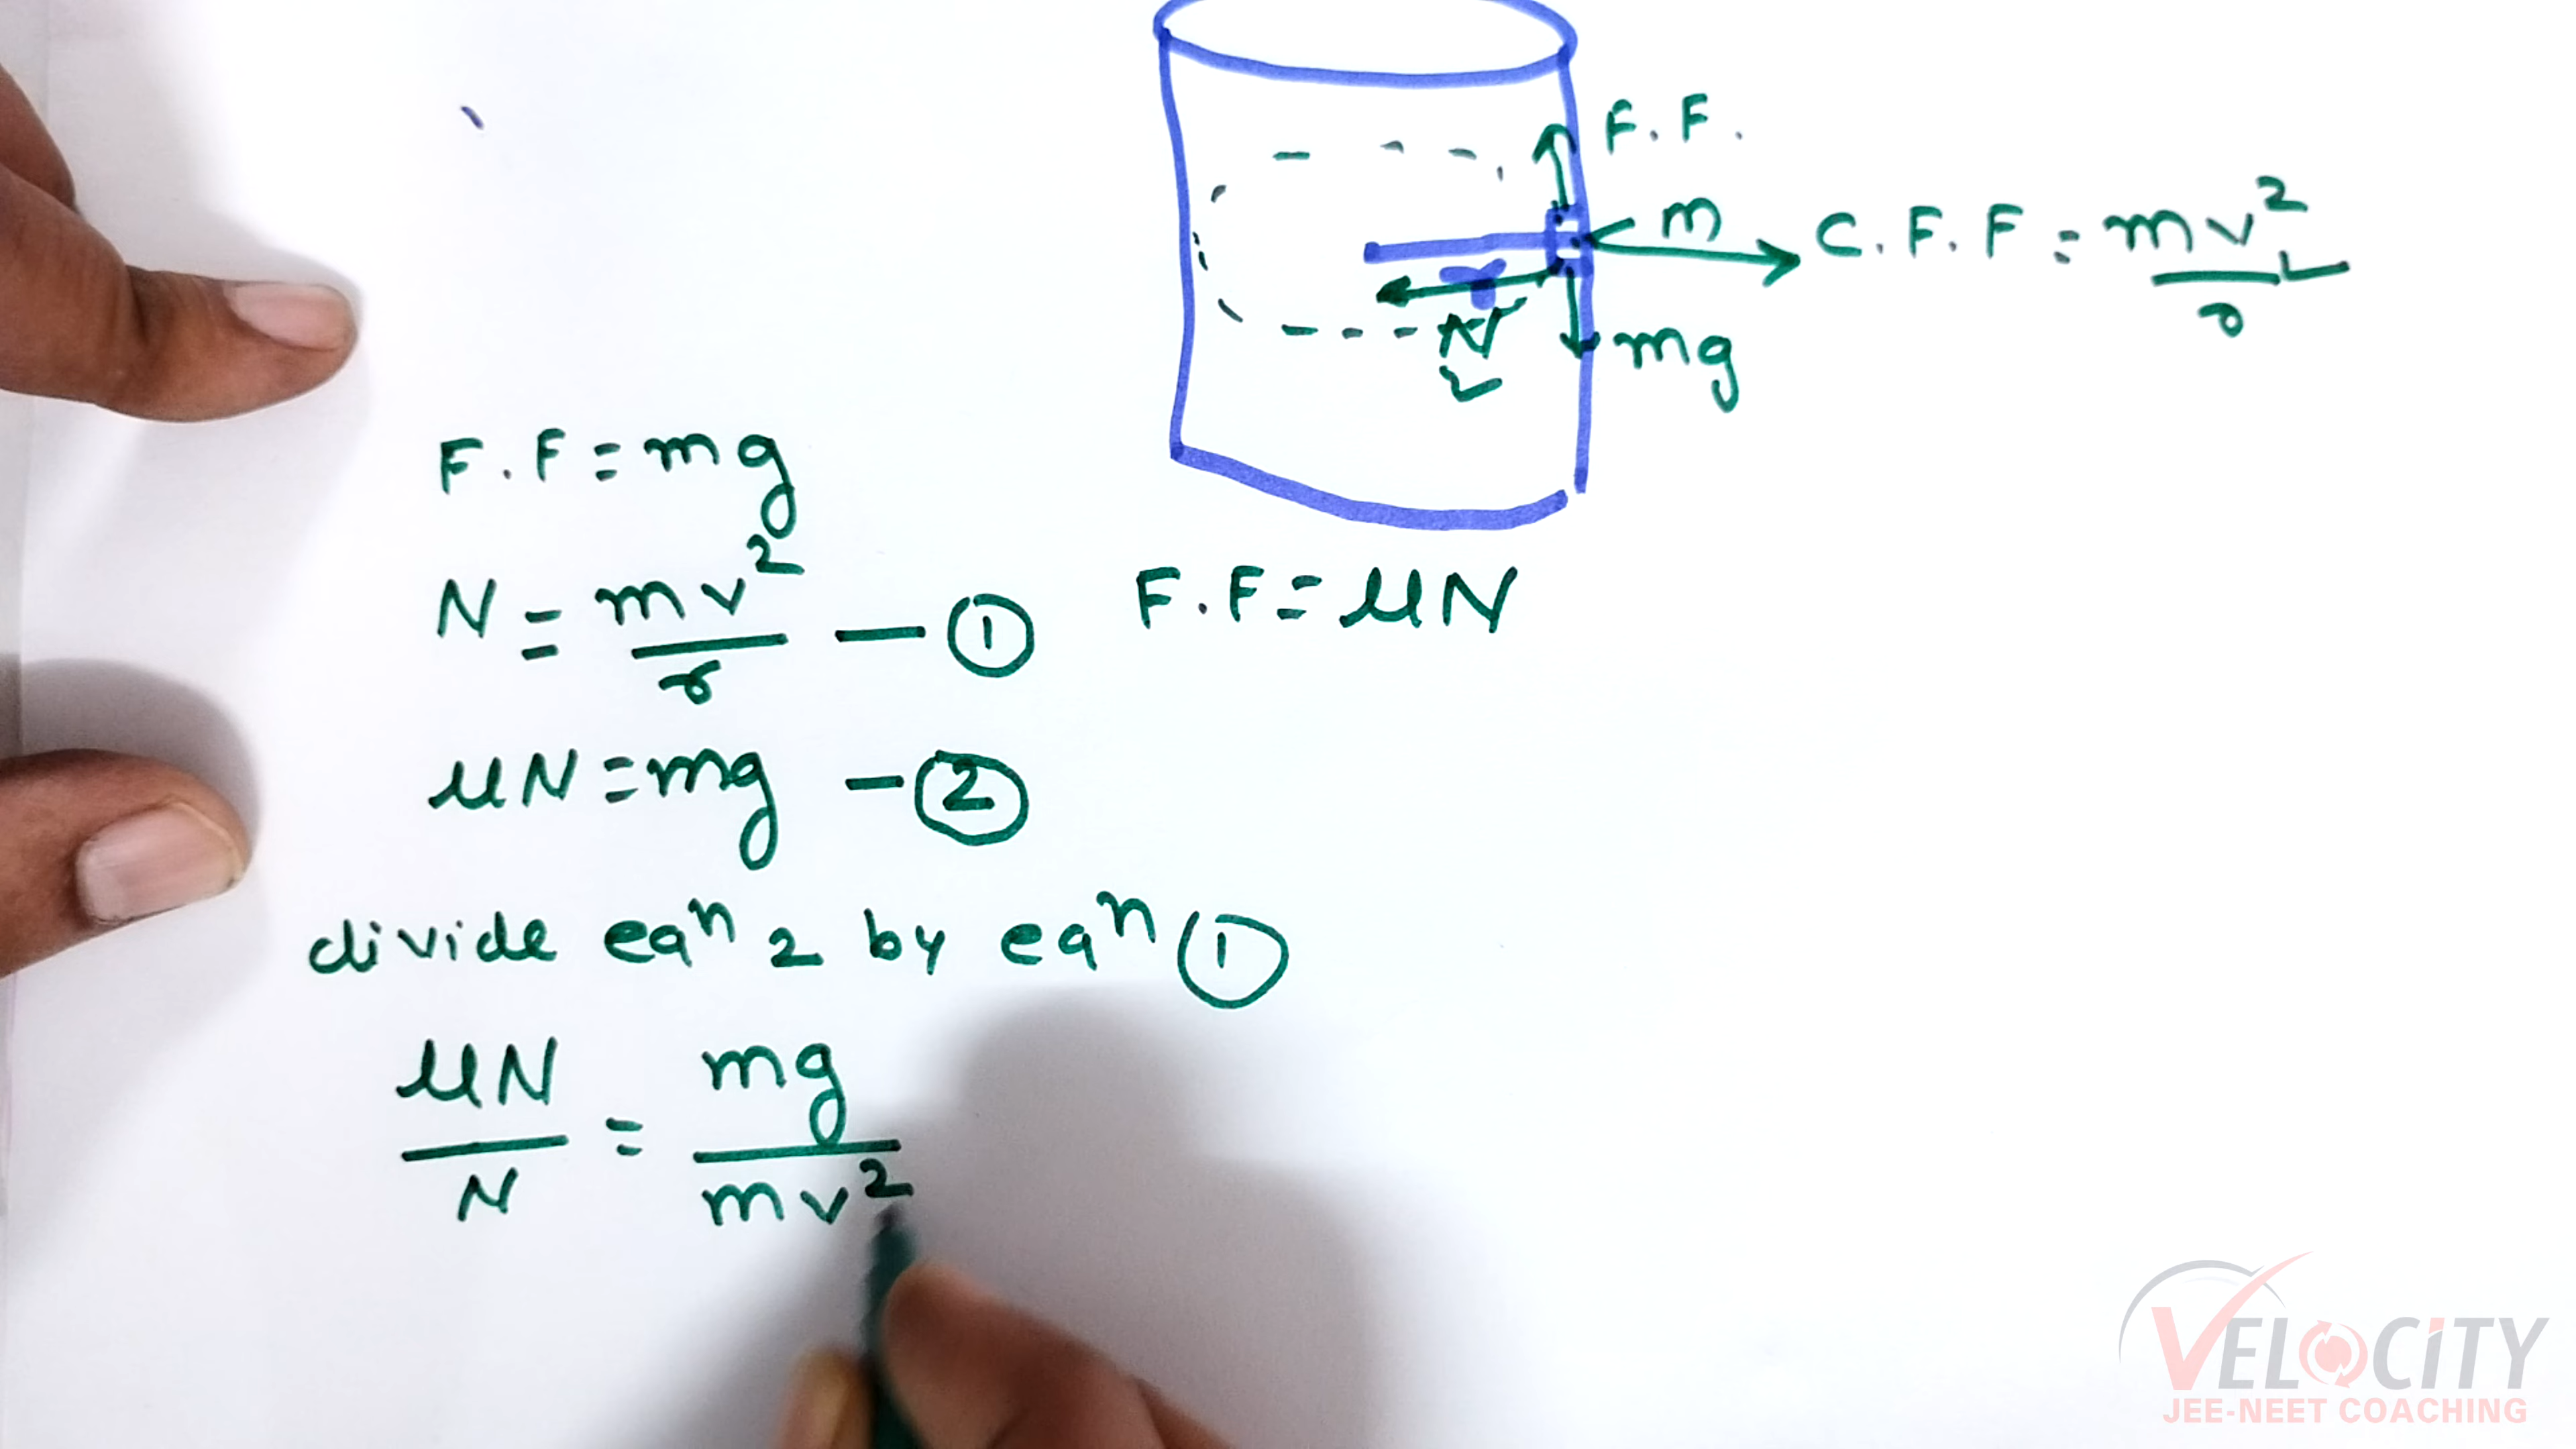 F.F.
m
C.F.F = mv²/r
r
N
mg
F.F = mg
N = mv²/r — ①
F.F = μN
μN = mg — ②
divide eqⁿ 2 by eqⁿ ①
μN/N = mg/mv²
VELOCITY
JEE-NEET COACHING